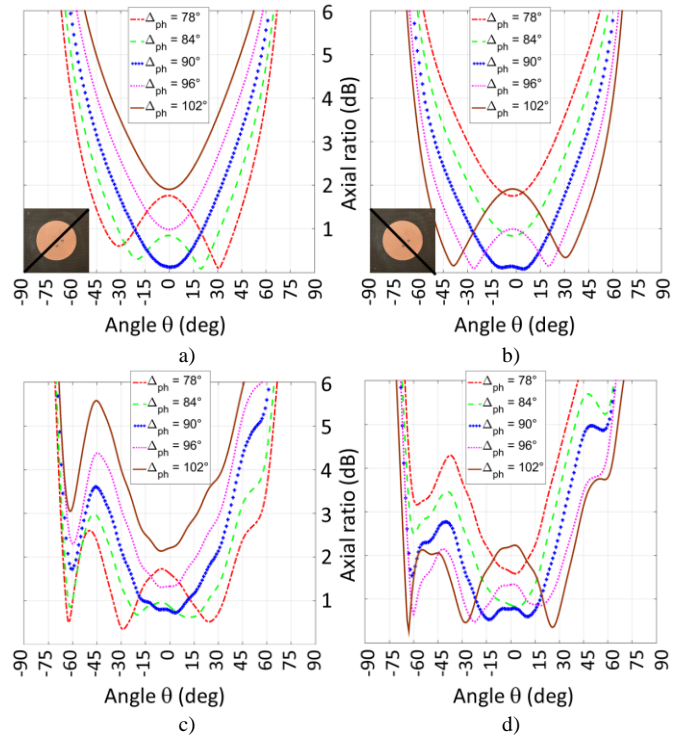 6
5
4
3
2
1
Axial ratio (dB)
Δph = 78°
Δph = 84°
Δph = 90°
Δph = 96°
Δph = 102°
Δph = 78°
Δph = 84°
Δph = 90°
Δph = 96°
Δph = 102°
-90 -75 -60 -45 -30 -15 0 15 30 45 60 75 90
-90 -75 -60 -45 -30 -15 0 15 30 45 60 75 90
Angle θ (deg)
Angle θ (deg)
a)
b)
6
5
4
3
2
1
Axial ratio (dB)
Δph = 78°
Δph = 84°
Δph = 90°
Δph = 96°
Δph = 102°
Δph = 78°
Δph = 84°
Δph = 90°
Δph = 96°
Δph = 102°
-90 -75 -60 -45 -30 -15 0 15 30 45 60 75 90
-90 -75 -60 -45 -30 -15 0 15 30 45 60 75 90
Angle θ (deg)
Angle θ (deg)
c)
d)